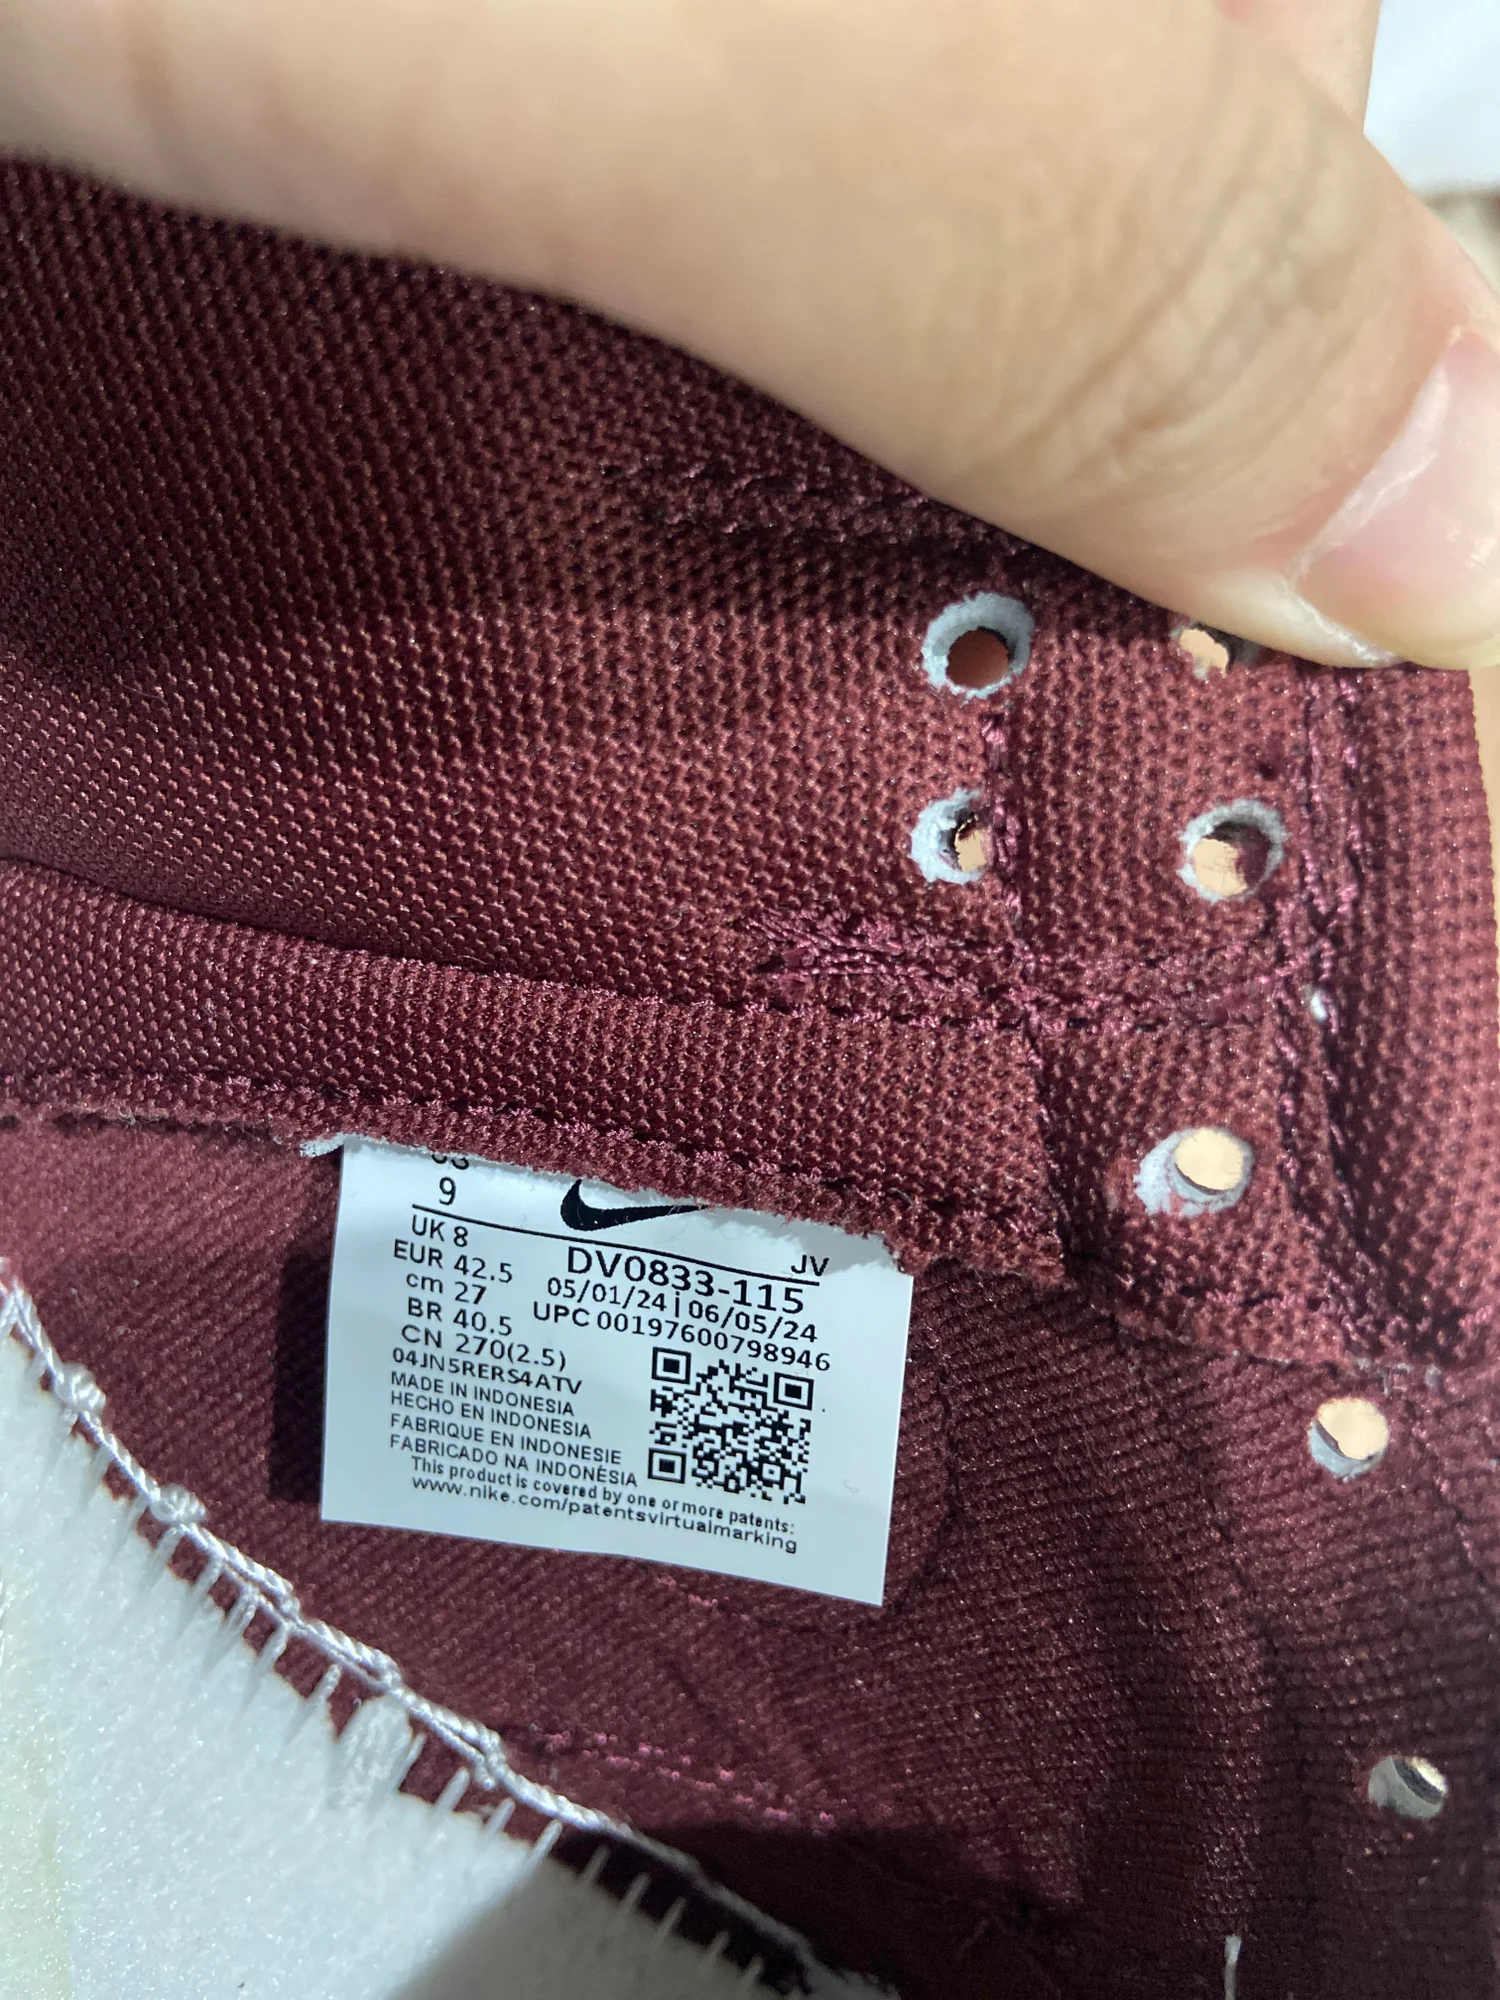 US
9
UK 8
EUR 42.5
cm 27
BR 40.5
CN 270(2.5)
JV
DV0833-115
05/01/24 | 06/05/24
UPC 00197600798946
04JN5RERS4ATV
MADE IN INDONESIA
HECHO EN INDONESIA
FABRIQUE EN INDONESIE
FABRICADO NA INDONÉSIA
This product is covered by one or more patents:
www.nike.com/patentsvirtualmarking